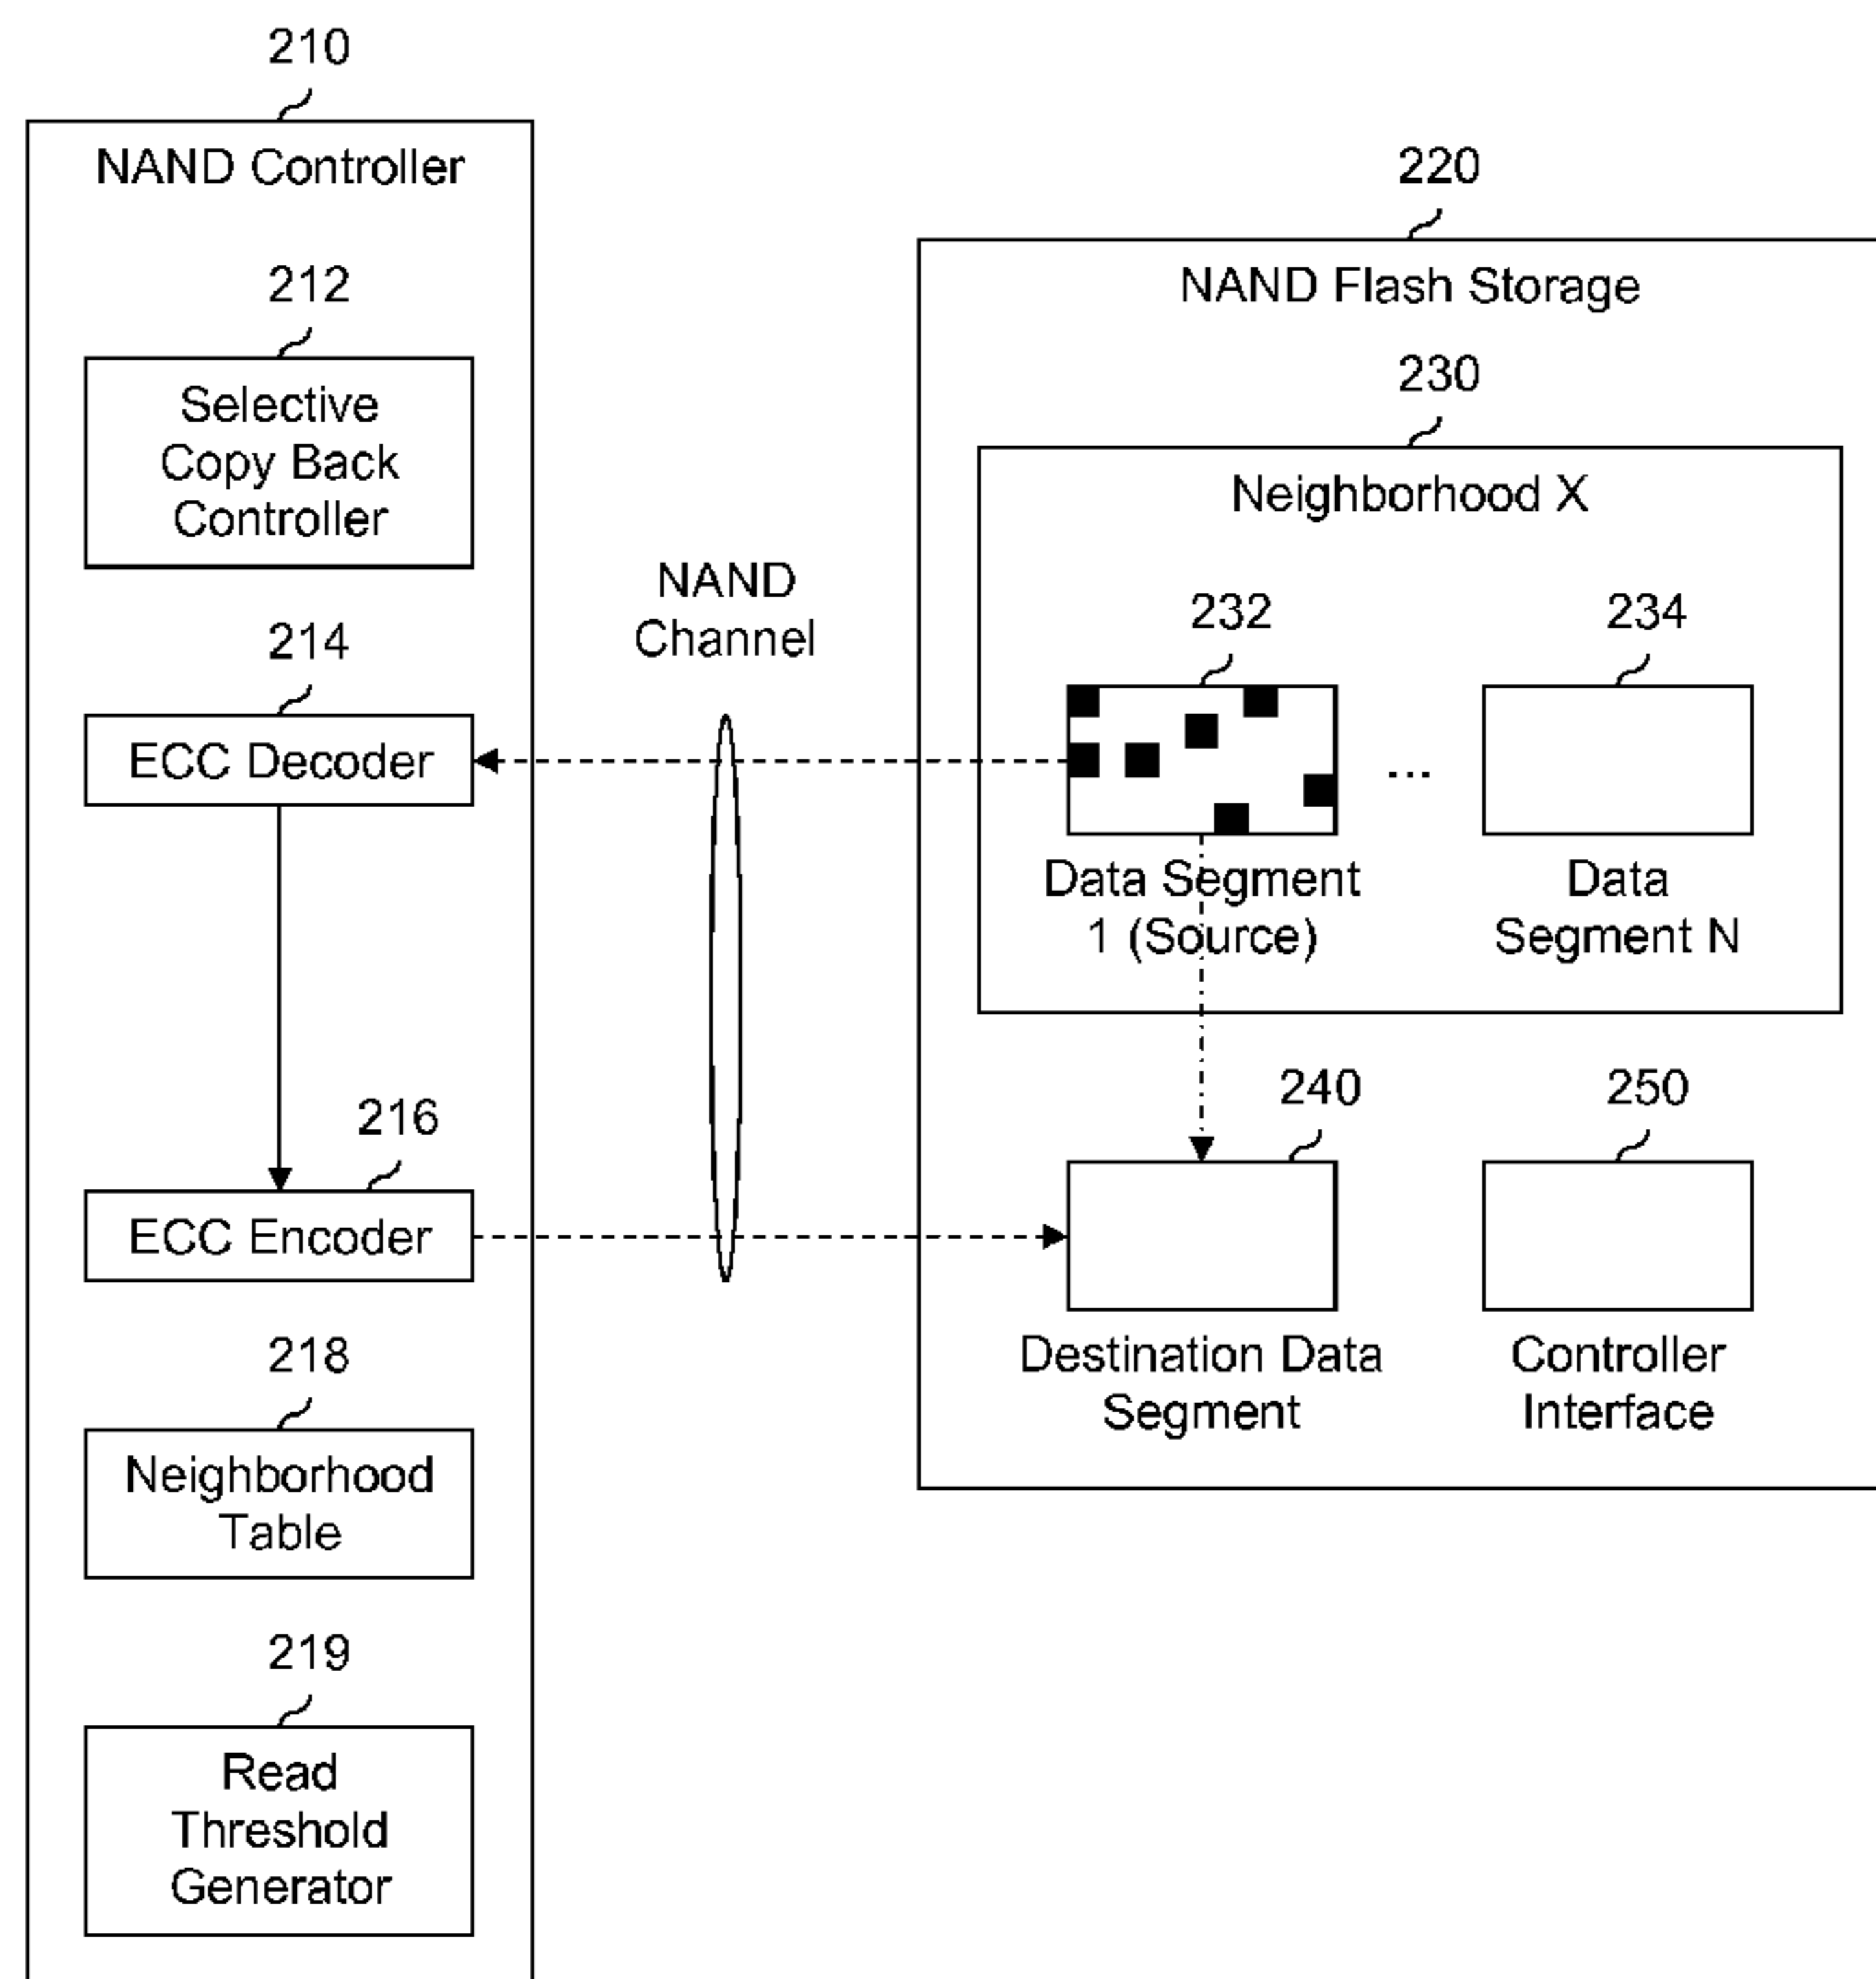 210
NAND Controller
212
Selective
Copy Back
Controller
214
ECC Decoder
216
ECC Encoder
218
Neighborhood
Table
219
Read
Threshold
Generator
NAND
Channel
220
NAND Flash Storage
230
Neighborhood X
232
234
...
Data Segment
1 (Source)
Data
Segment N
240
250
Destination Data
Segment
Controller
Interface